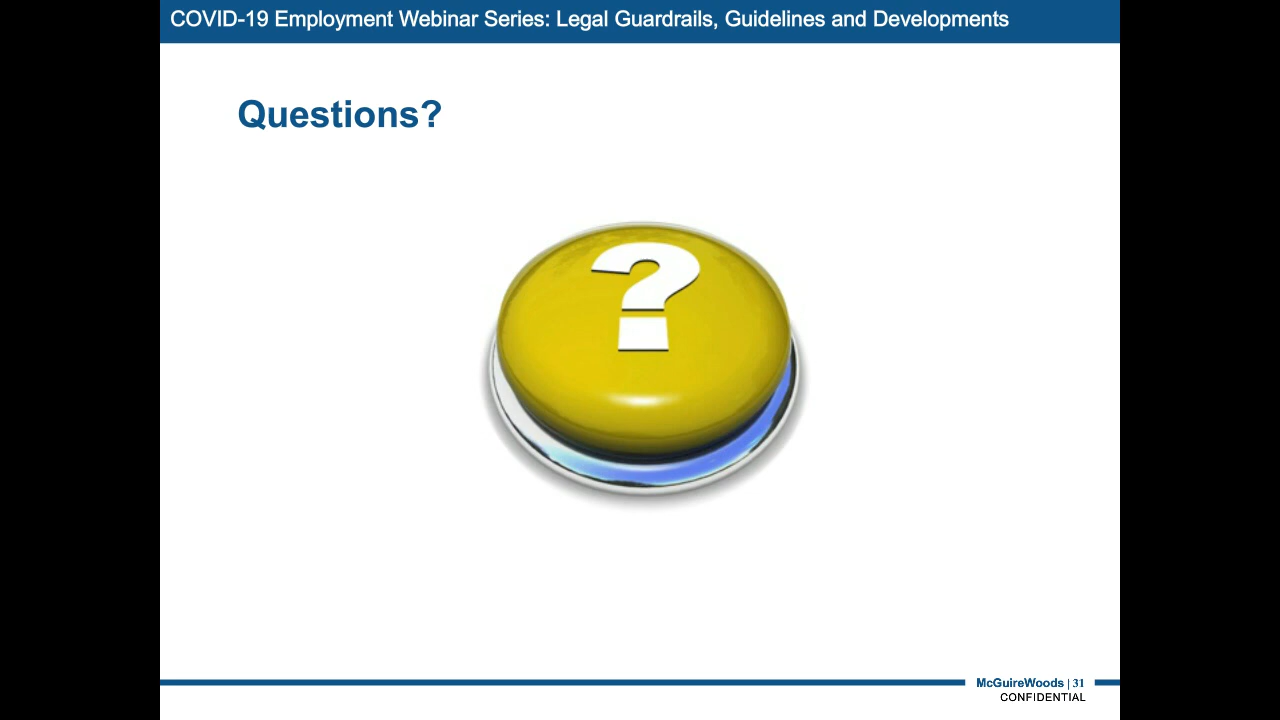 COVID-19 Employment Webinar Series: Legal Guardrails, Guidelines and Developments
Questions?
?
McGuireWoods | 31
CONFIDENTIAL